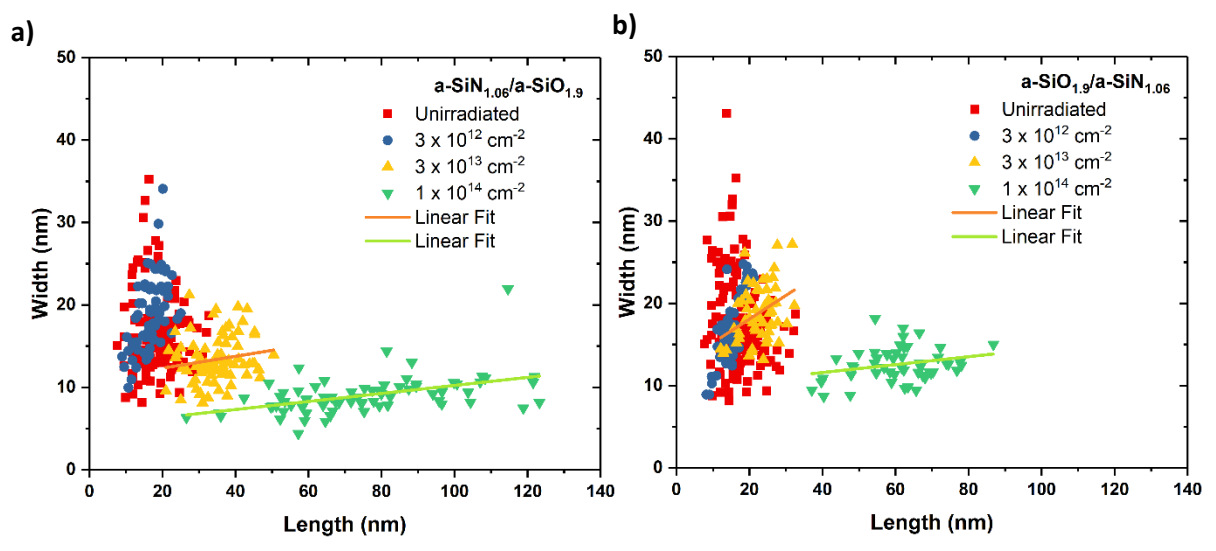 a)
50
40
30
20
10
0
Width (nm)
a-SiN1.06/a-SiO1.9
Unirradiated
3 x 10^12 cm^-2
3 x 10^13 cm^-2
1 x 10^14 cm^-2
Linear Fit
Linear Fit
0 20 40 60 80 100 120 140
Length (nm)
b)
50
40
30
20
10
0
Width (nm)
a-SiO1.9/a-SiN1.06
Unirradiated
3 x 10^12 cm^-2
3 x 10^13 cm^-2
1 x 10^14 cm^-2
Linear Fit
Linear Fit
0 20 40 60 80 100 120 140
Length (nm)